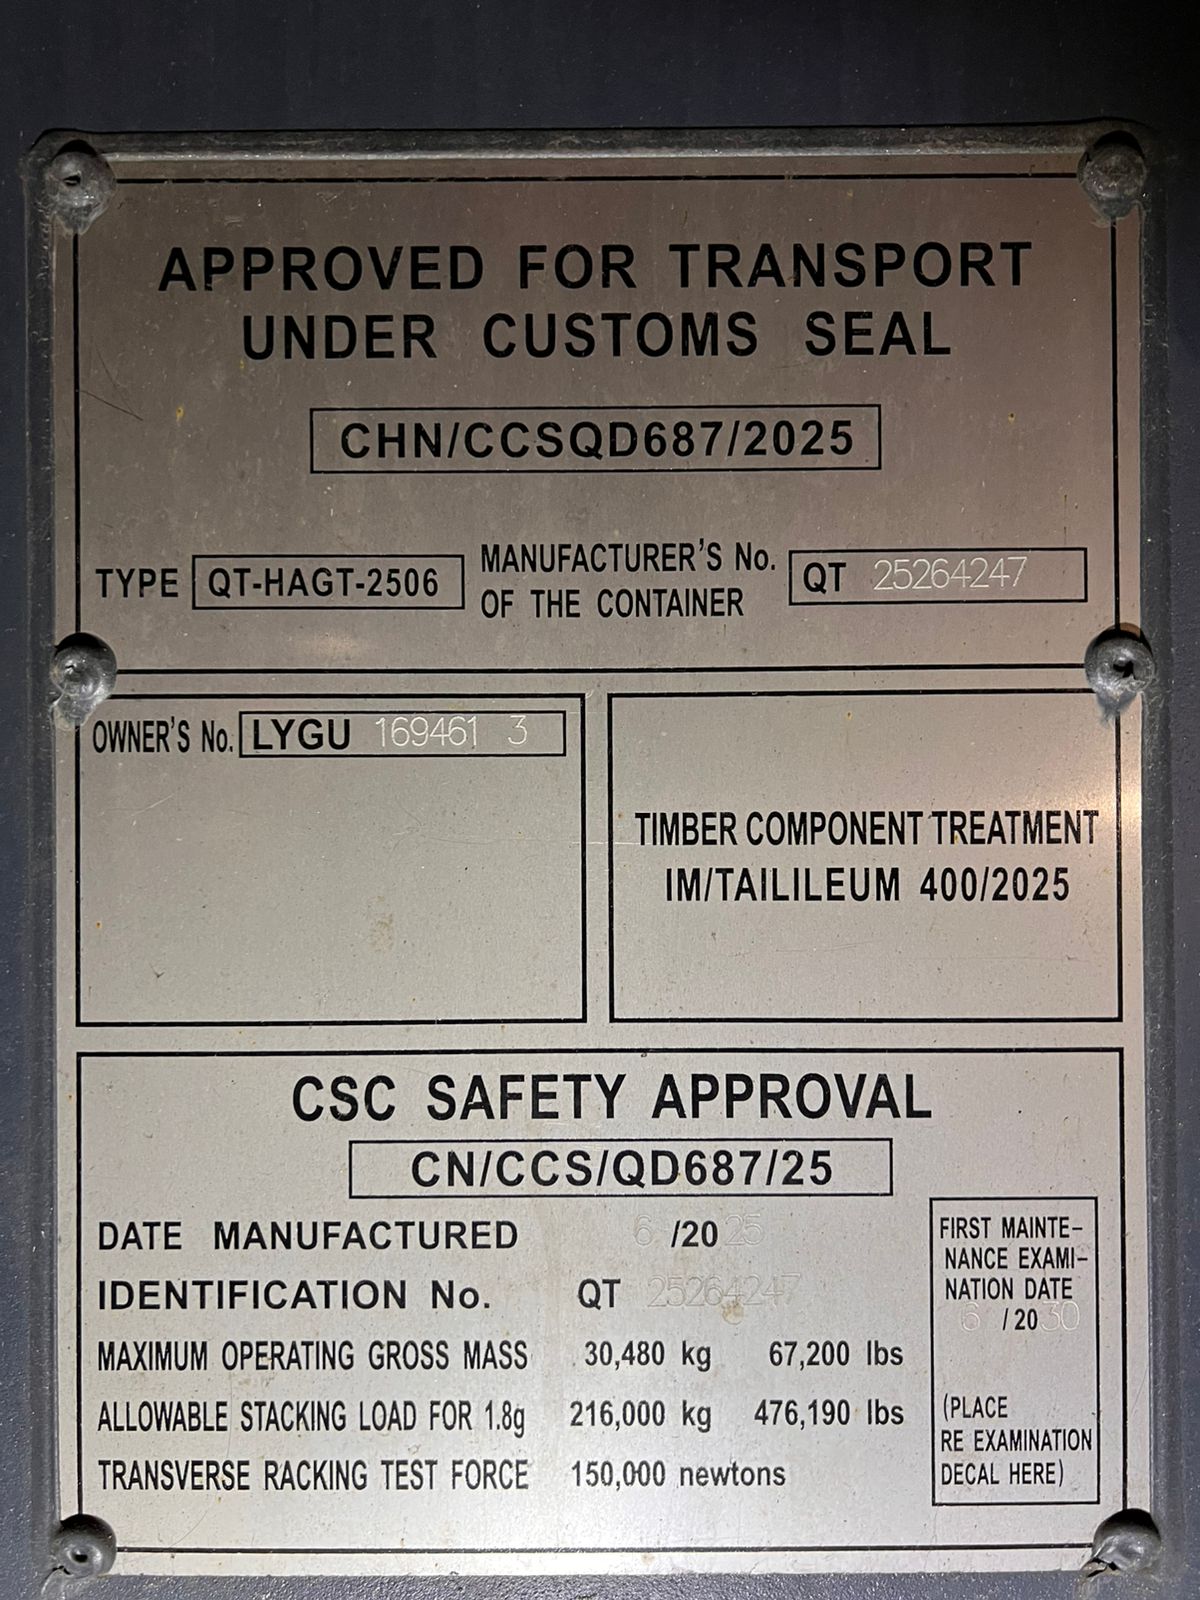 APPROVED FOR TRANSPORT
UNDER CUSTOMS SEAL
CHN/CCSQD687/2025
TYPE QT-HAGT-2506 MANUFACTURER'S No. OF THE CONTAINER QT 25264247
OWNER'S No. LYGU 169461 3
TIMBER COMPONENT TREATMENT
IM/TAILILEUM 400/2025
CSC SAFETY APPROVAL
CN/CCS/QD687/25
DATE MANUFACTURED 6 /20 25
IDENTIFICATION No. QT 25264247
MAXIMUM OPERATING GROSS MASS 30,480 kg 67,200 lbs
ALLOWABLE STACKING LOAD FOR 1.8g 216,000 kg 476,190 lbs
TRANSVERSE RACKING TEST FORCE 150,000 newtons
FIRST MAINTE-
NANCE EXAMI-
NATION DATE
6 /20 30
(PLACE
RE EXAMINATION
DECAL HERE)